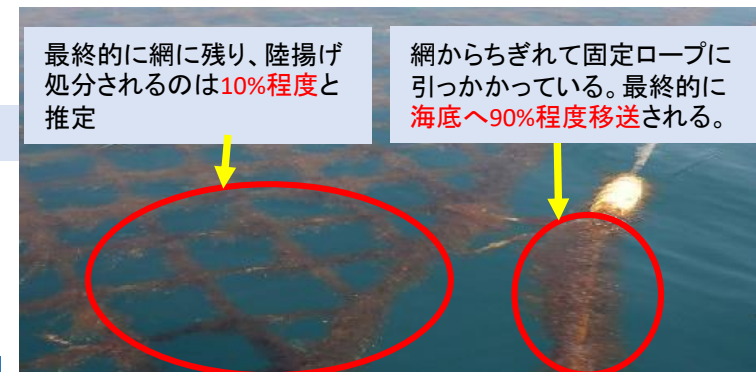 最終的に網に残り、陸揚げ
処分されるのは10%程度と
推定
網からちぎれて固定ロープに
引っかかっている。最終的に
海底へ90%程度移送される。